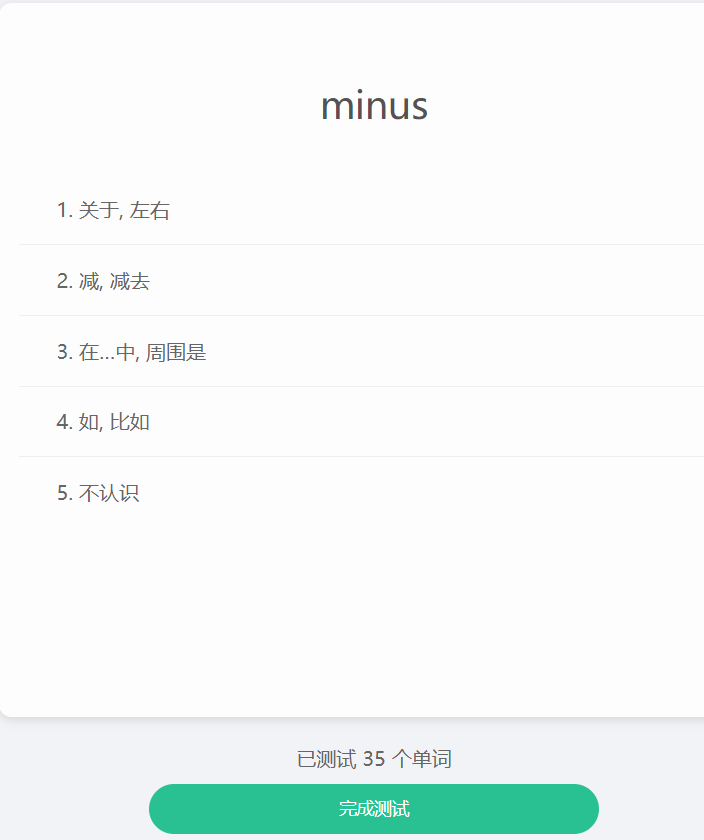 minus
1. 关于, 左右
2. 减, 减去
3. 在...中, 周围是
4. 如, 比如
5. 不认识
已测试 35 个单词
完成测试